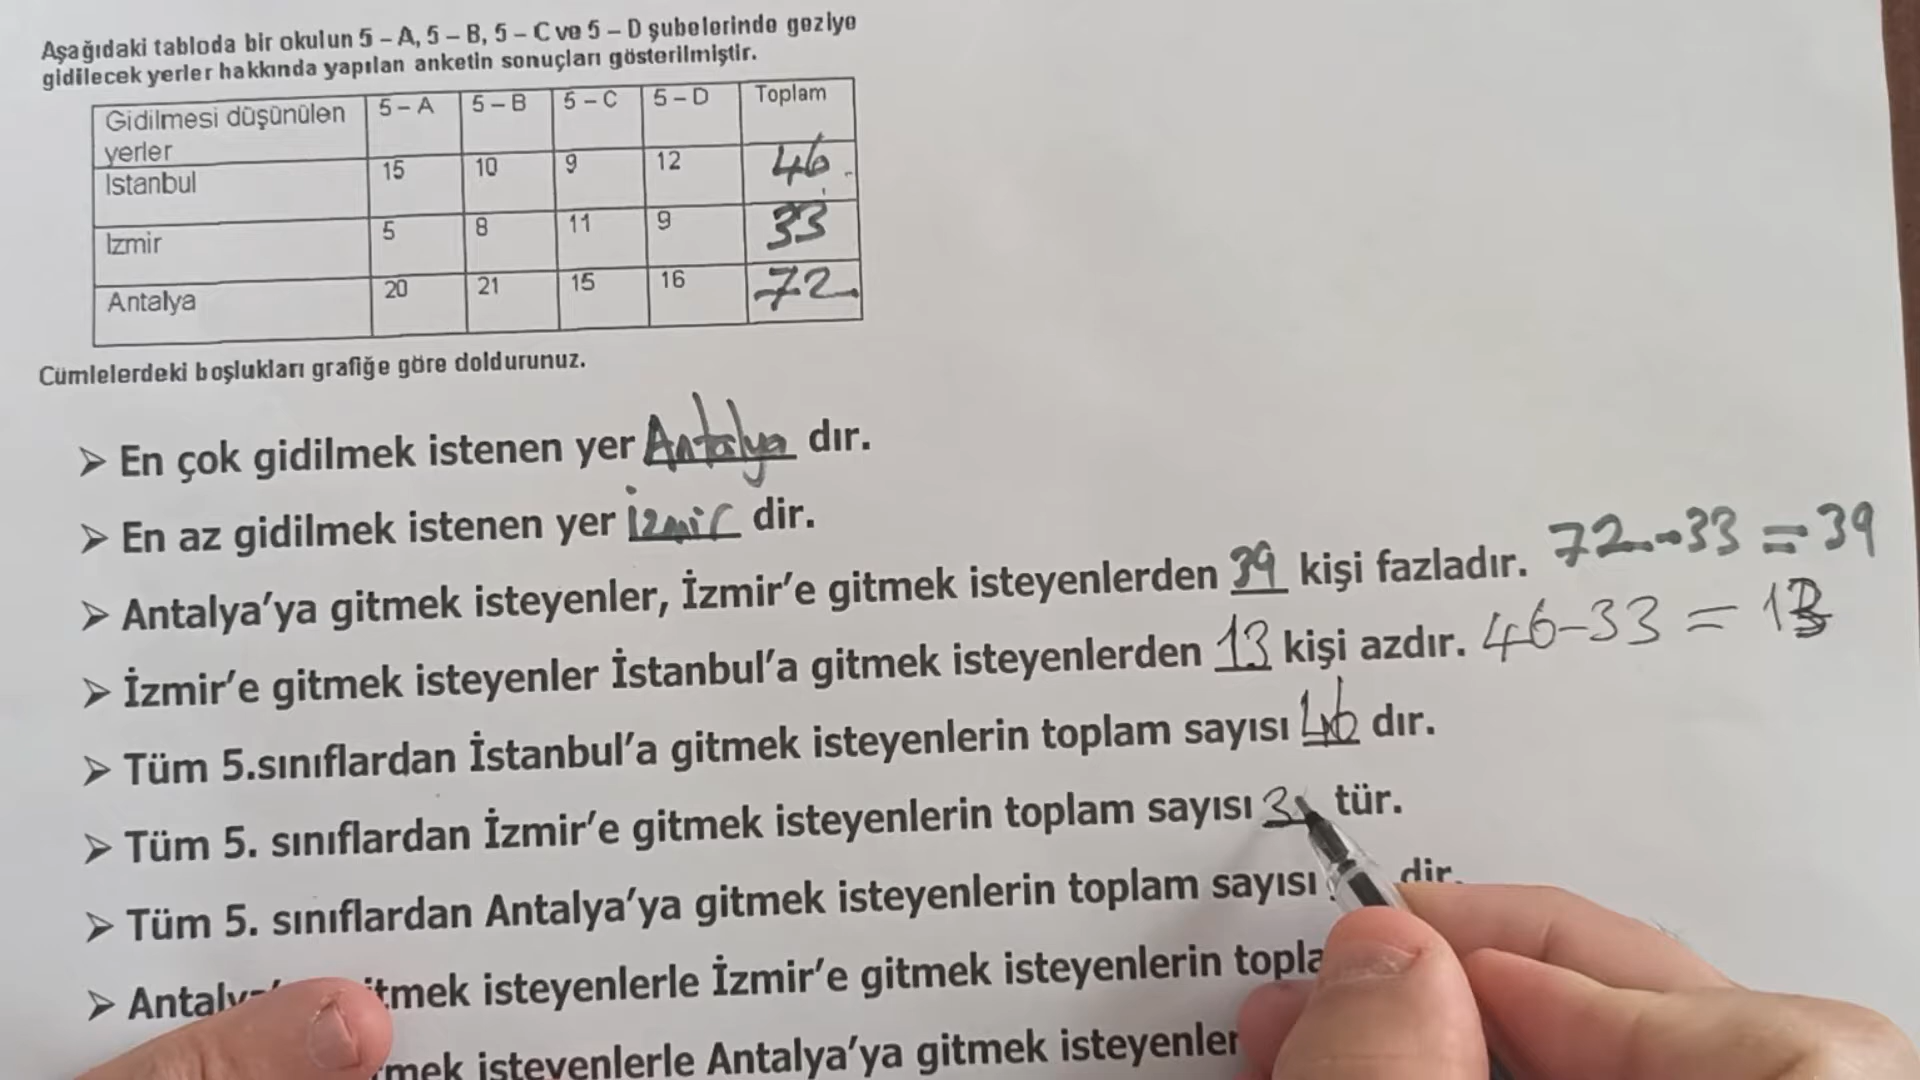 Aşağıdaki tabloda bir okulun 5 – A, 5 – B, 5 – C ve 5 – D şubelerinde geziye
gidilecek yerler hakkında yapılan anketin sonuçları gösterilmiştir.
Gidilmesi düşünülen yerler 5 – A 5 – B 5 – C 5 – D Toplam
Istanbul 15 10 9 12 46
Izmir 5 8 11 9 33
Antalya 20 21 15 16 72
Cümlelerdeki boşlukları grafiğe göre doldurunuz.
➢ En çok gidilmek istenen yer Antalya dır.
➢ En az gidilmek istenen yer İzmir dir.
➢ Antalya’ya gitmek isteyenler, İzmir’e gitmek isteyenlerden 39 kişi fazladır. 72-33=39
➢ İzmir’e gitmek isteyenler İstanbul’a gitmek isteyenlerden 13 kişi azdır. 46-33=13
➢ Tüm 5.sınıflardan İstanbul’a gitmek isteyenlerin toplam sayısı 46 dır.
➢ Tüm 5. sınıflardan İzmir’e gitmek isteyenlerin toplam sayısı 3 tür.
➢ Tüm 5. sınıflardan Antalya’ya gitmek isteyenlerin toplam sayısı dir.
➢ isteyenlerle İzmir’e gitmek isteyenlerin
isteyenlerle Antalya’ya gitmek